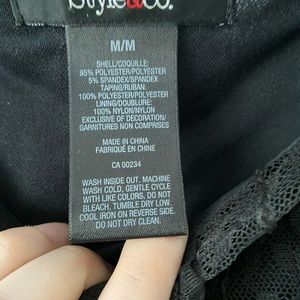 Style&co.
M/M
SHELL/COQUILLE:
95% POLYESTER/POLYESTER
5% SPANDEX/SPANDEX
TAPING/RUBAN:
100% POLYESTER/POLYESTER
LINING/DOUBLURE:
100% NYLON/NYLON
EXCLUSIVE OF DECORATION/
GARNITURES NON COMPRISES
MADE IN CHINA
FABRIQUÉ EN CHINE
CA 00234
WASH INSIDE OUT. MACHINE
WASH COLD, GENTLE CYCLE
WITH LIKE COLORS. DO NOT
BLEACH. TUMBLE DRY LOW.
COOL IRON ON REVERSE SIDE.
DO NOT DRY CLEAN.